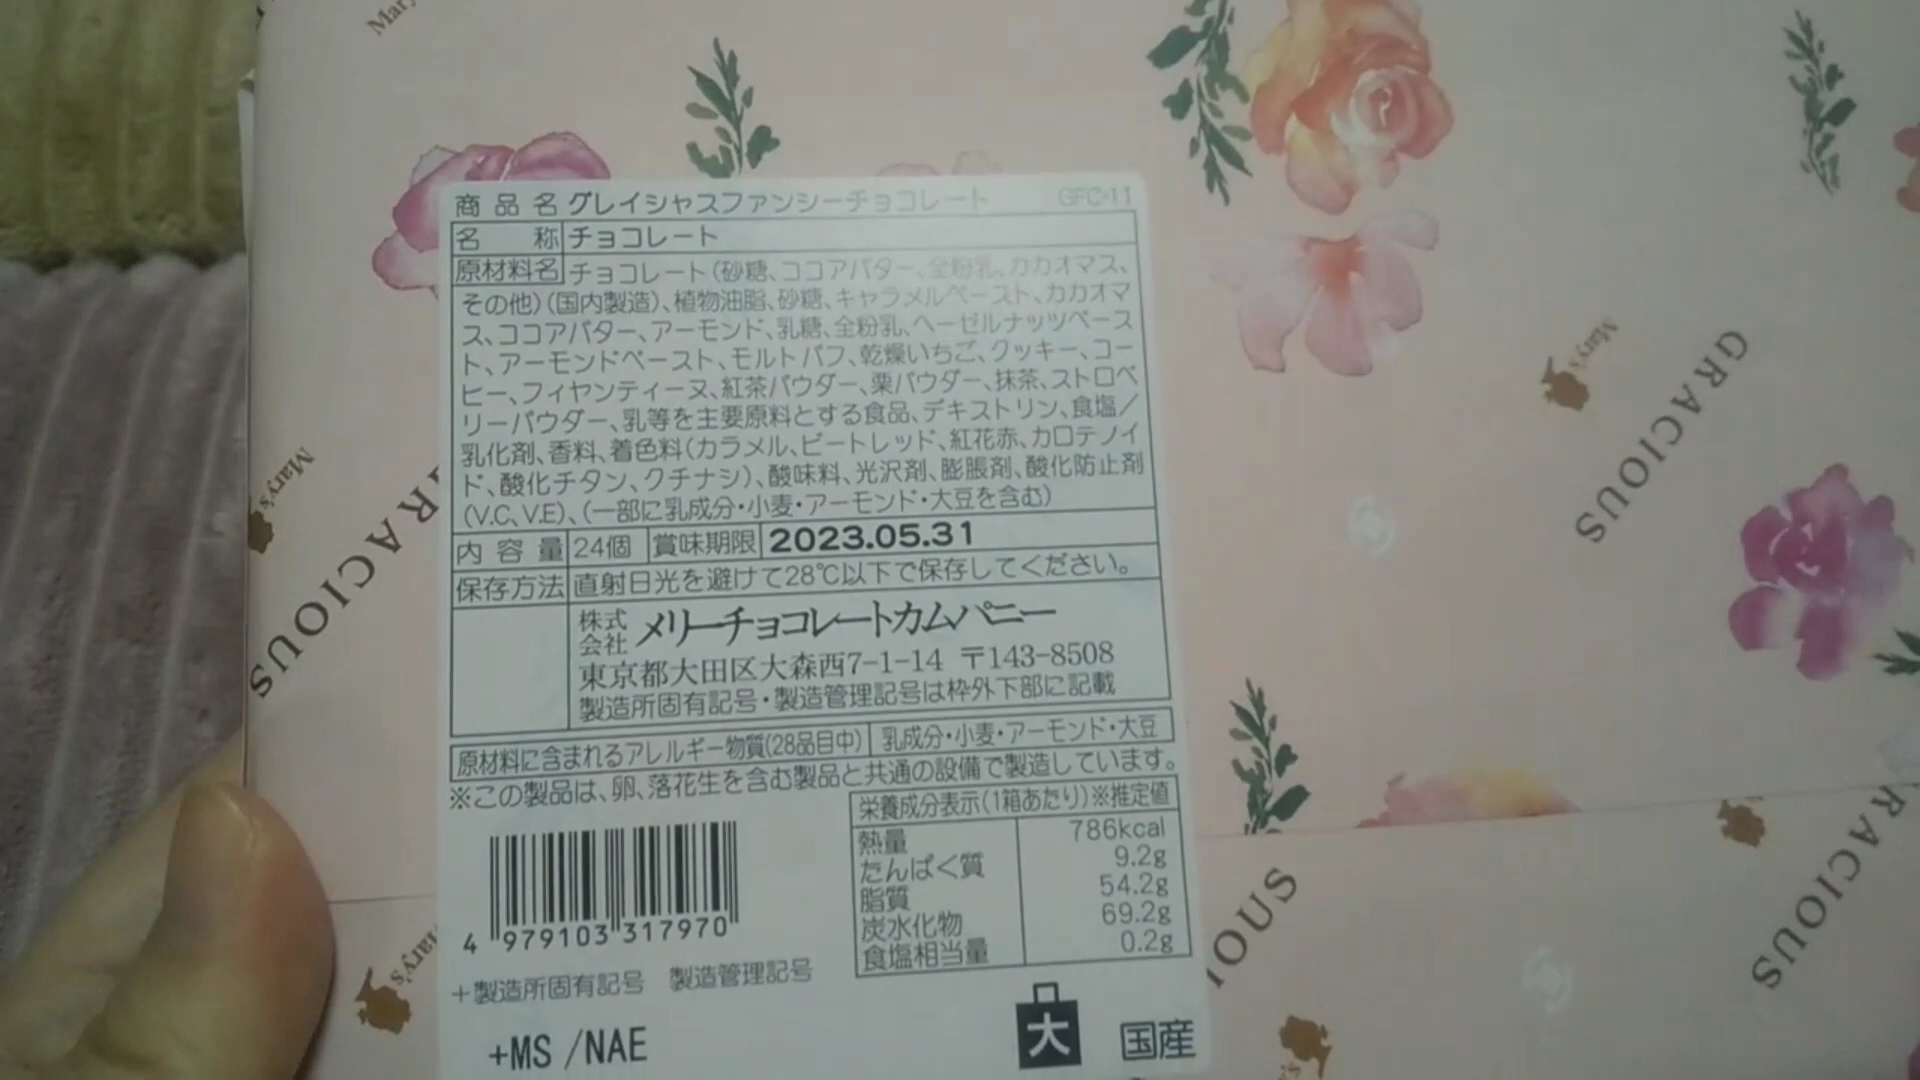 Mary's
商品名 グレイシャスファンシーチョコレート GFC-11
名称 チョコレート
原材料名 チョコレート(砂糖、ココアバター、全粉乳、カカオマス、
その他)(国内製造)、植物油脂、砂糖、キャラメルペースト、カカオマ
ス、ココアバター、アーモンド、乳糖、全粉乳、ヘーゼルナッツペース
ト、アーモンドペースト、モルトパフ、乾燥いちご、クッキー、コー
ヒー、フィヤンティーヌ、紅茶パウダー、栗パウダー、抹茶、ストロベ
リーパウダー、乳等を主要原料とする食品、デキストリン、食塩/
乳化剤、香料、着色料(カラメル、ビートレッド、紅花赤、カロテノイ
ド、酸化チタン、クチナシ)、酸味料、光沢剤、膨脹剤、酸化防止剤
(V.C、V.E)、(一部に乳成分・小麦・アーモンド・大豆を含む)
内容量 24個 賞味期限 2023.05.31
保存方法 直射日光を避けて28℃以下で保存してください。
株式会社 メリーチョコレートカムパニー
東京都大田区大森西7-1-14 〒143-8508
製造所固有記号・製造管理記号は枠外下部に記載
原材料に含まれるアレルギー物質(28品目中) 乳成分・小麦・アーモンド・大豆
※この製品は、卵、落花生を含む製品と共通の設備で製造しています。
栄養成分表示(1箱あたり)※推定値
熱量 786kcal
たんぱく質 9.2g
脂質 54.2g
炭水化物 69.2g
食塩相当量 0.2g
4 979103 317970
+製造所固有記号 製造管理記号
+MS /NAE
大 国産
Mary's
GRACIOUS
Mary's
RACIOUS
Mary's
IOUS
RACIOUS